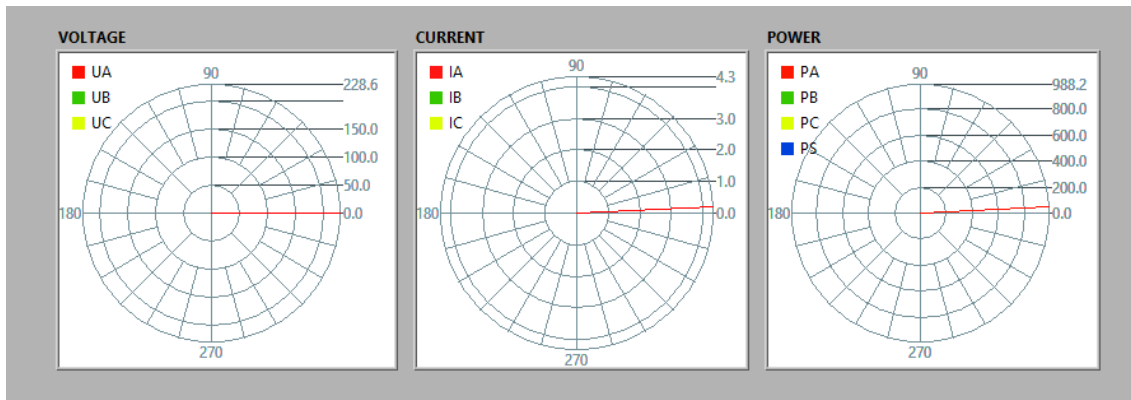 VOLTAGE
UA
UB
UC
90
228.6
150.0
100.0
50.0
180
0.0
270
CURRENT
IA
IB
IC
90
4.3
3.0
2.0
1.0
180
0.0
270
POWER
PA
PB
PC
PS
90
988.2
800.0
600.0
400.0
200.0
180
0.0
270